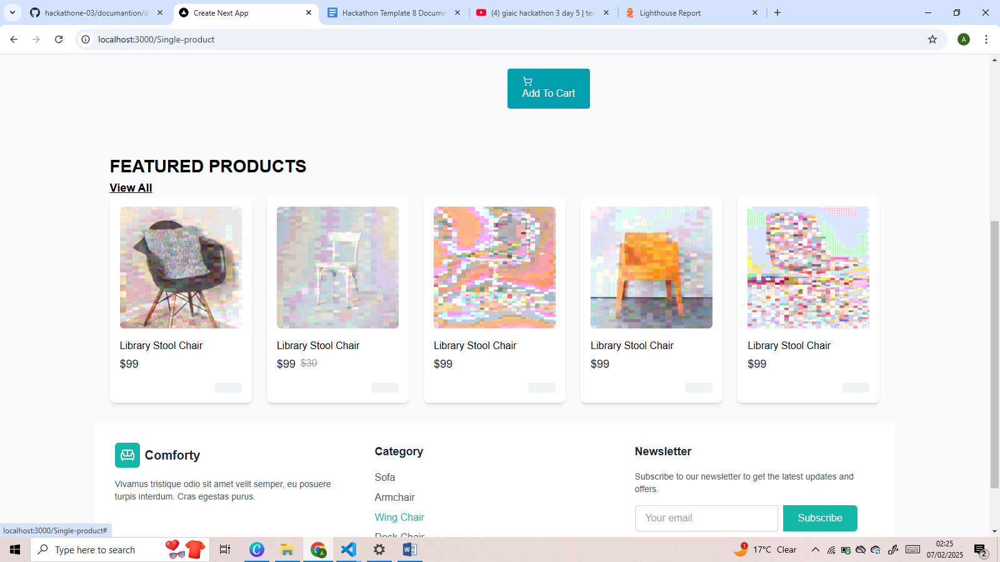 hackathone-03/documantion/d
Create Next App
Hackathon Template 8 Docume
(4) giaic hackathon 3 day 5 | tes
Lighthouse Report
localhost:3000/Single-product
A
Add To Cart
FEATURED PRODUCTS
View All
Library Stool Chair
$99
Library Stool Chair
$99 $30
Library Stool Chair
$99
Library Stool Chair
$99
Library Stool Chair
$99
Comforty
Vivamus tristique odio sit amet velit semper, eu posuere
turpis interdum. Cras egestas purus.
Category
Sofa
Armchair
Wing Chair
Desk Chair
Newsletter
Subscribe to our newsletter to get the latest updates and
offers.
Your email
Subscribe
localhost:3000/Single-product#
Type here to search
1
17°C Clear
02:25
07/02/2025
2